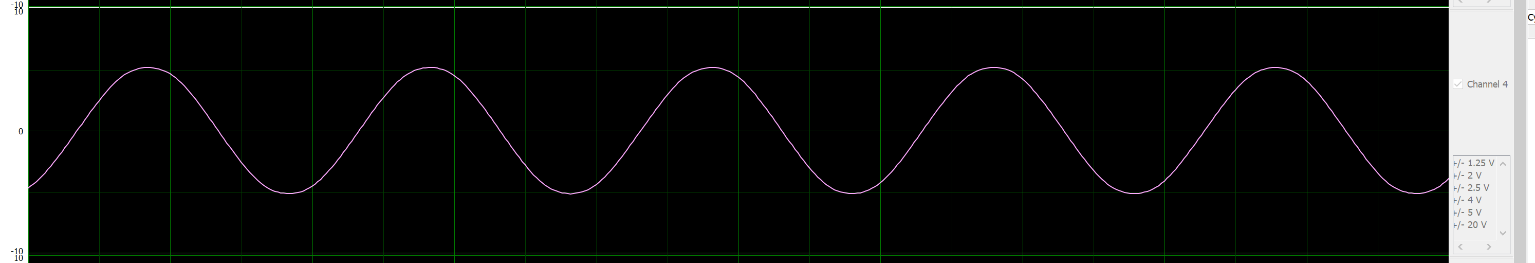 -10
10
0
-10
10
Channel 4
+/- 1.25 V
+/- 2 V
+/- 2.5 V
+/- 4 V
+/- 5 V
+/- 20 V